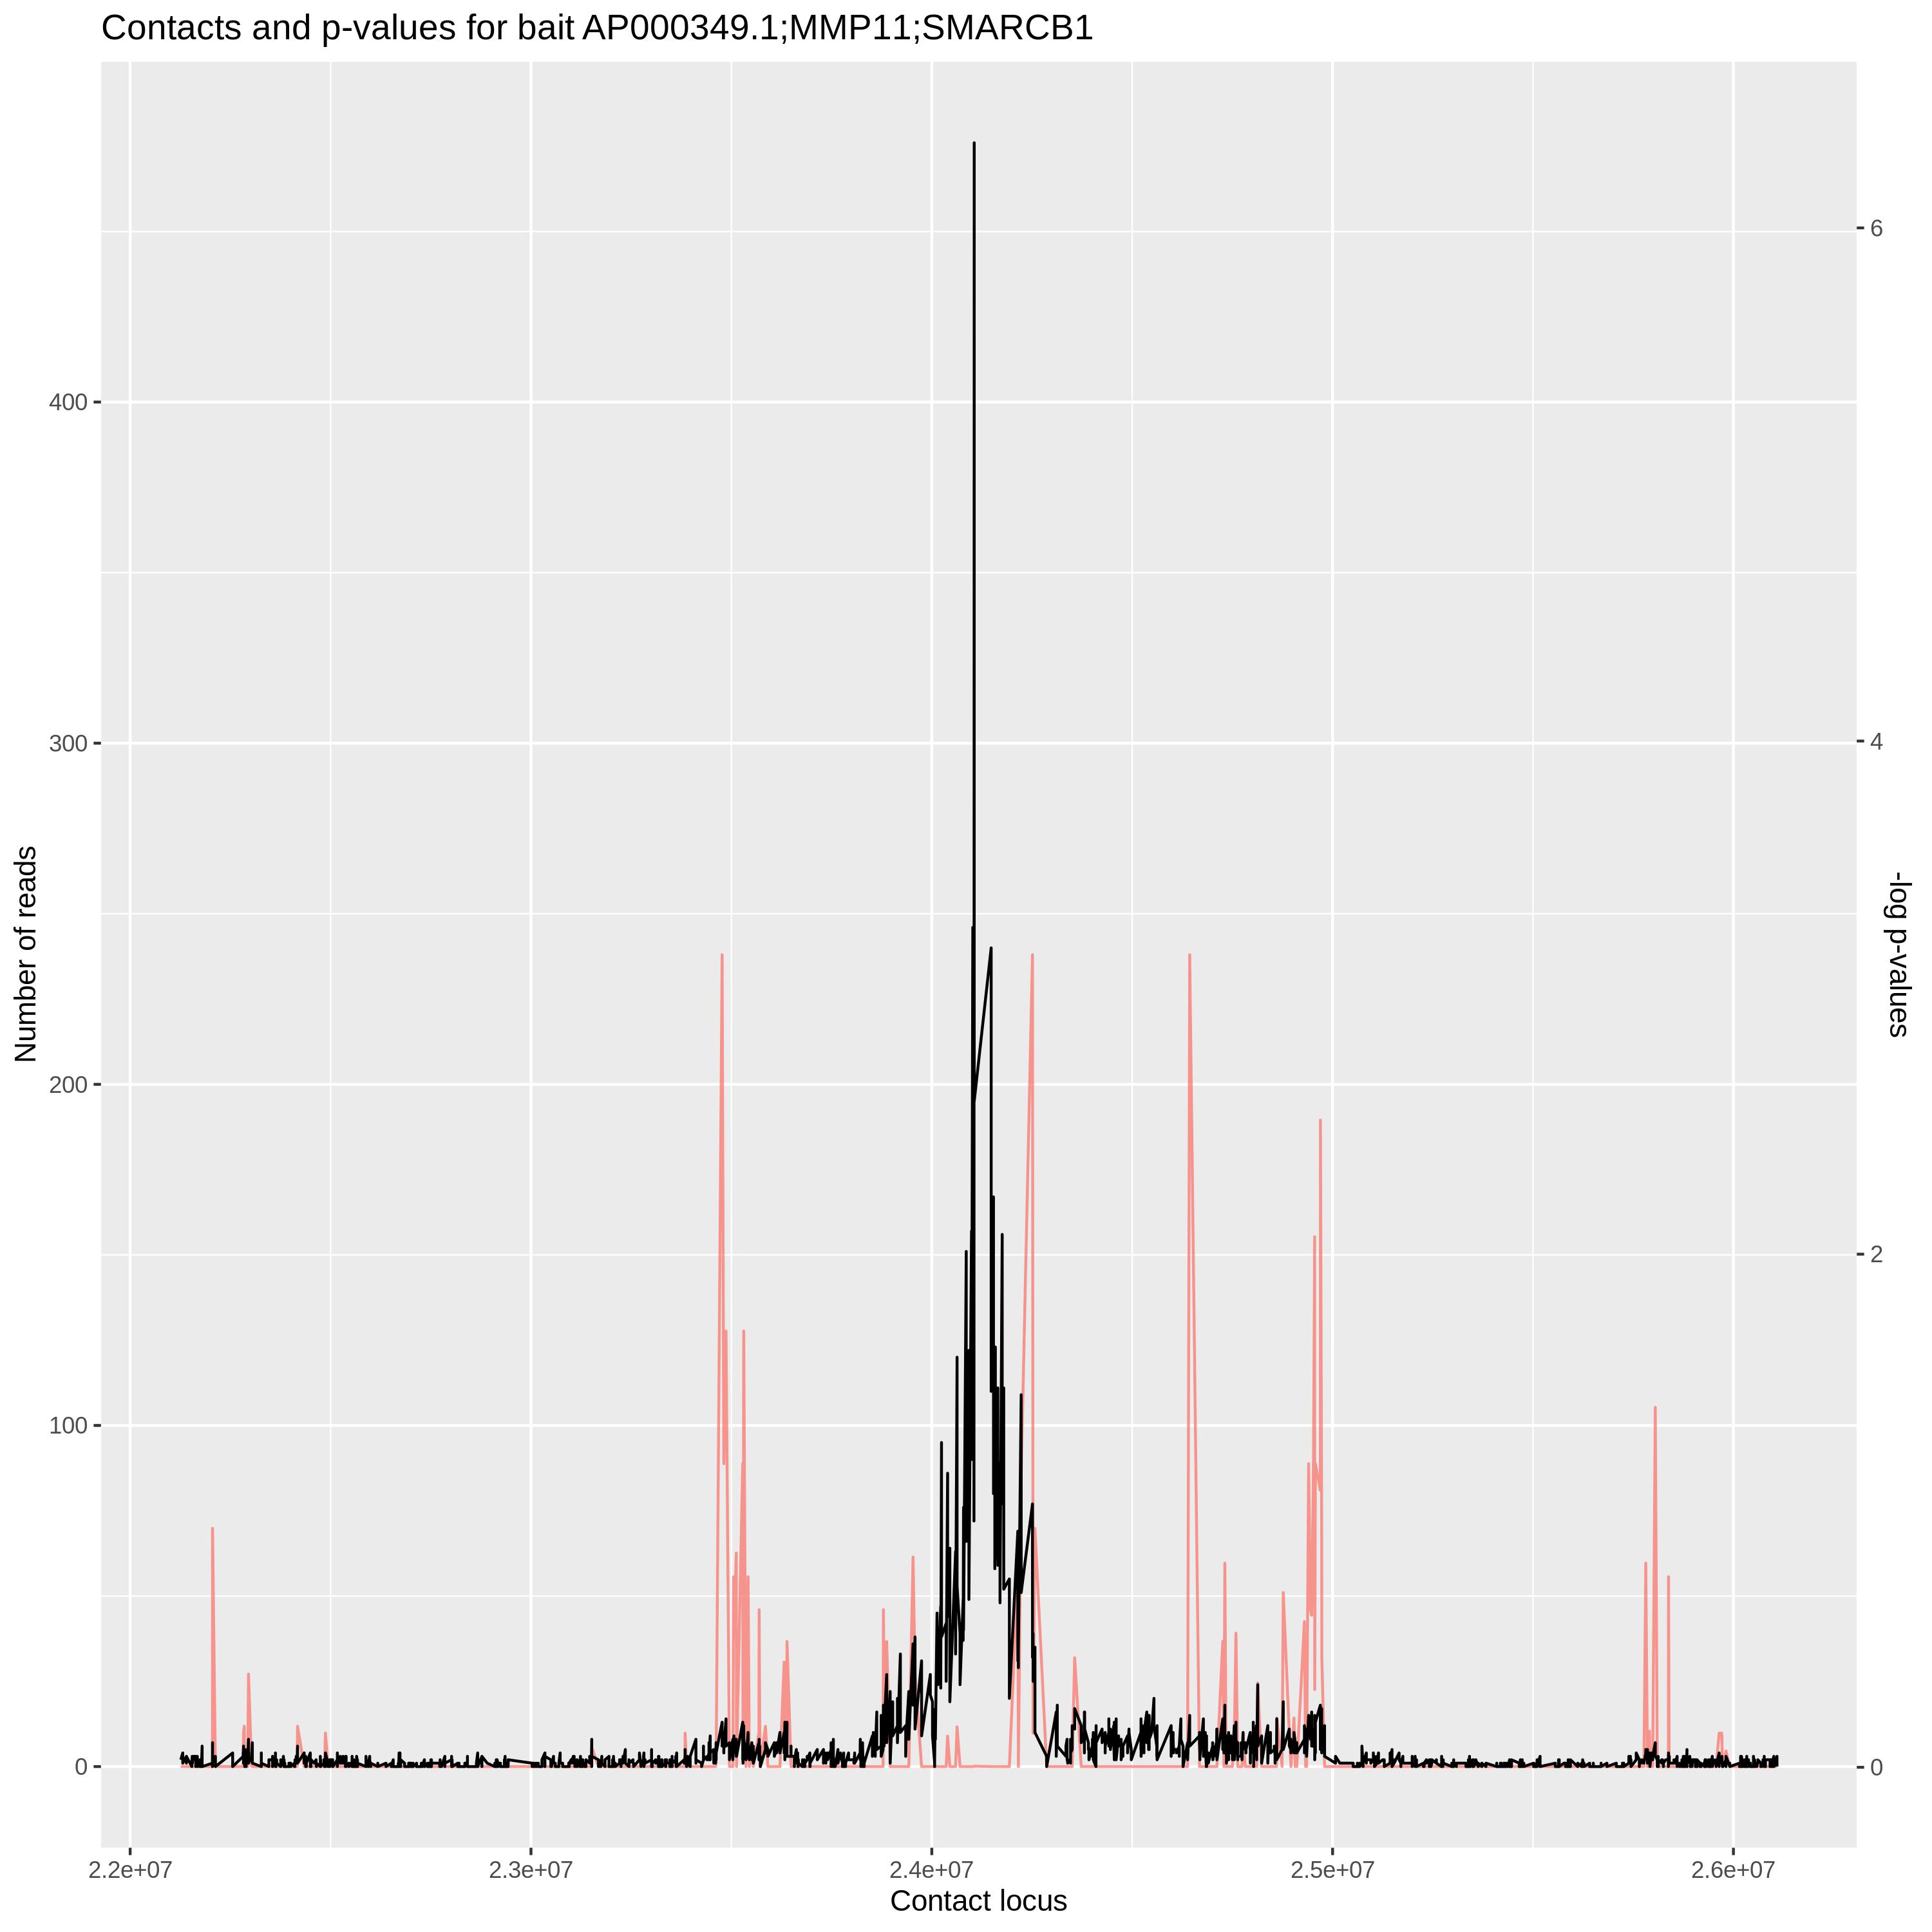 Contacts and p-values for bait AP000349.1;MMP11;SMARCB1
400
300
200
100
0
6
4
2
0
Number of reads
-log p-values
2.2e+07
2.3e+07
2.4e+07
2.5e+07
2.6e+07
Contact locus